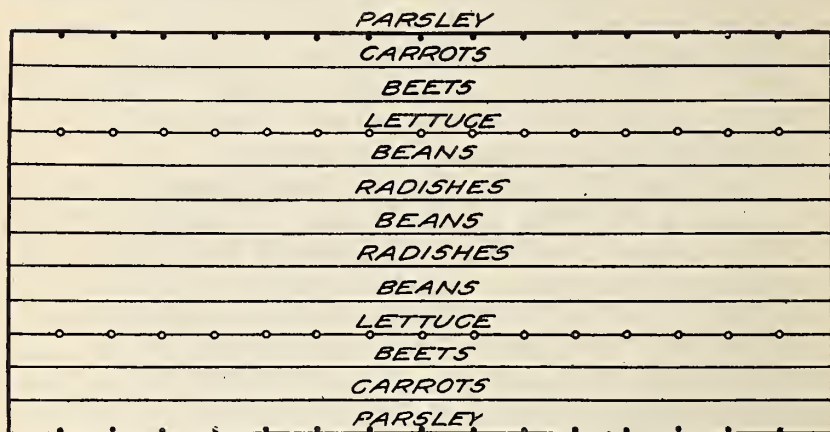 PARSLEY
CARROTS
BEETS
LETTUCE
BEANS
RADISHES
BEANS
RADISHES
BEANS
LETTUCE
BEETS
CARROTS
PARSLEY